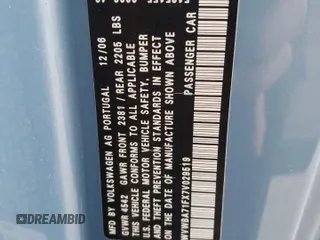 MFD. BY VOLKSWAGEN AG PORTUGAL 12/06
GVWR 4542 GAWR FRONT 2381 / REAR 2205 LBS
THIS VEHICLE CONFORMS TO ALL APPLICABLE
U.S. FEDERAL MOTOR VEHICLE SAFETY, BUMPER
AND THEFT PREVENTION STANDARDS IN EFFECT
ON THE DATE OF MANUFACTURE SHOWN ABOVE
WVWBA71FX7V029519 PASSENGER CAR
DREAMBID